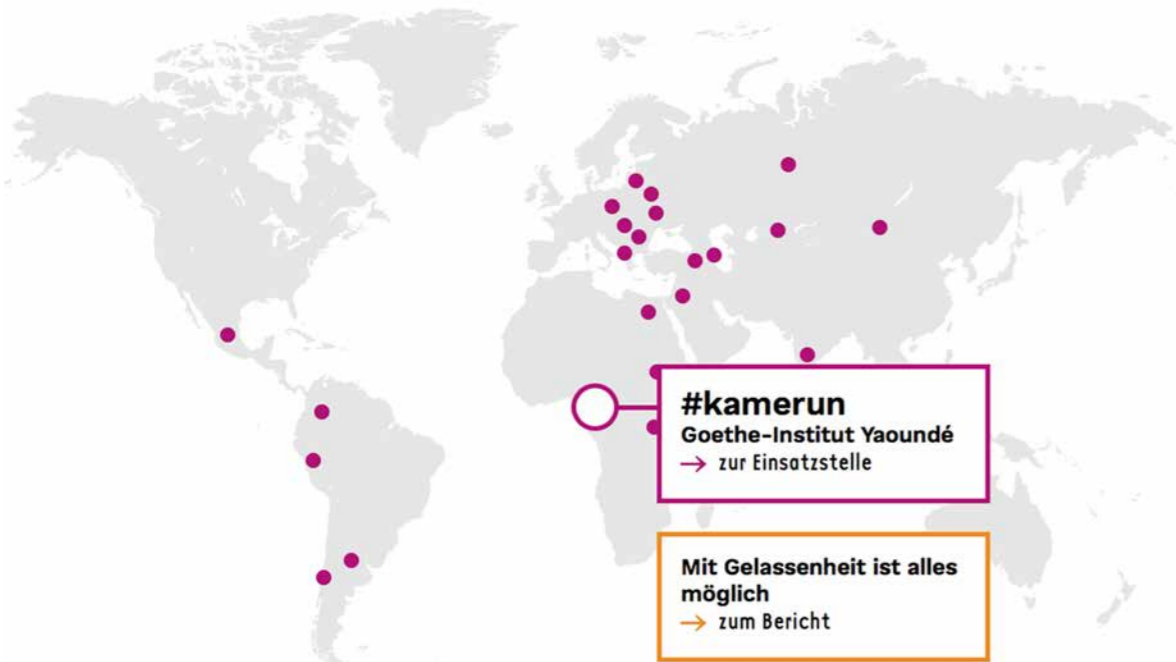 #kamerun
Goethe-Institut Yaoundé
→ zur Einsatzstelle
Mit Gelassenheit ist alles
möglich
→ zum Bericht